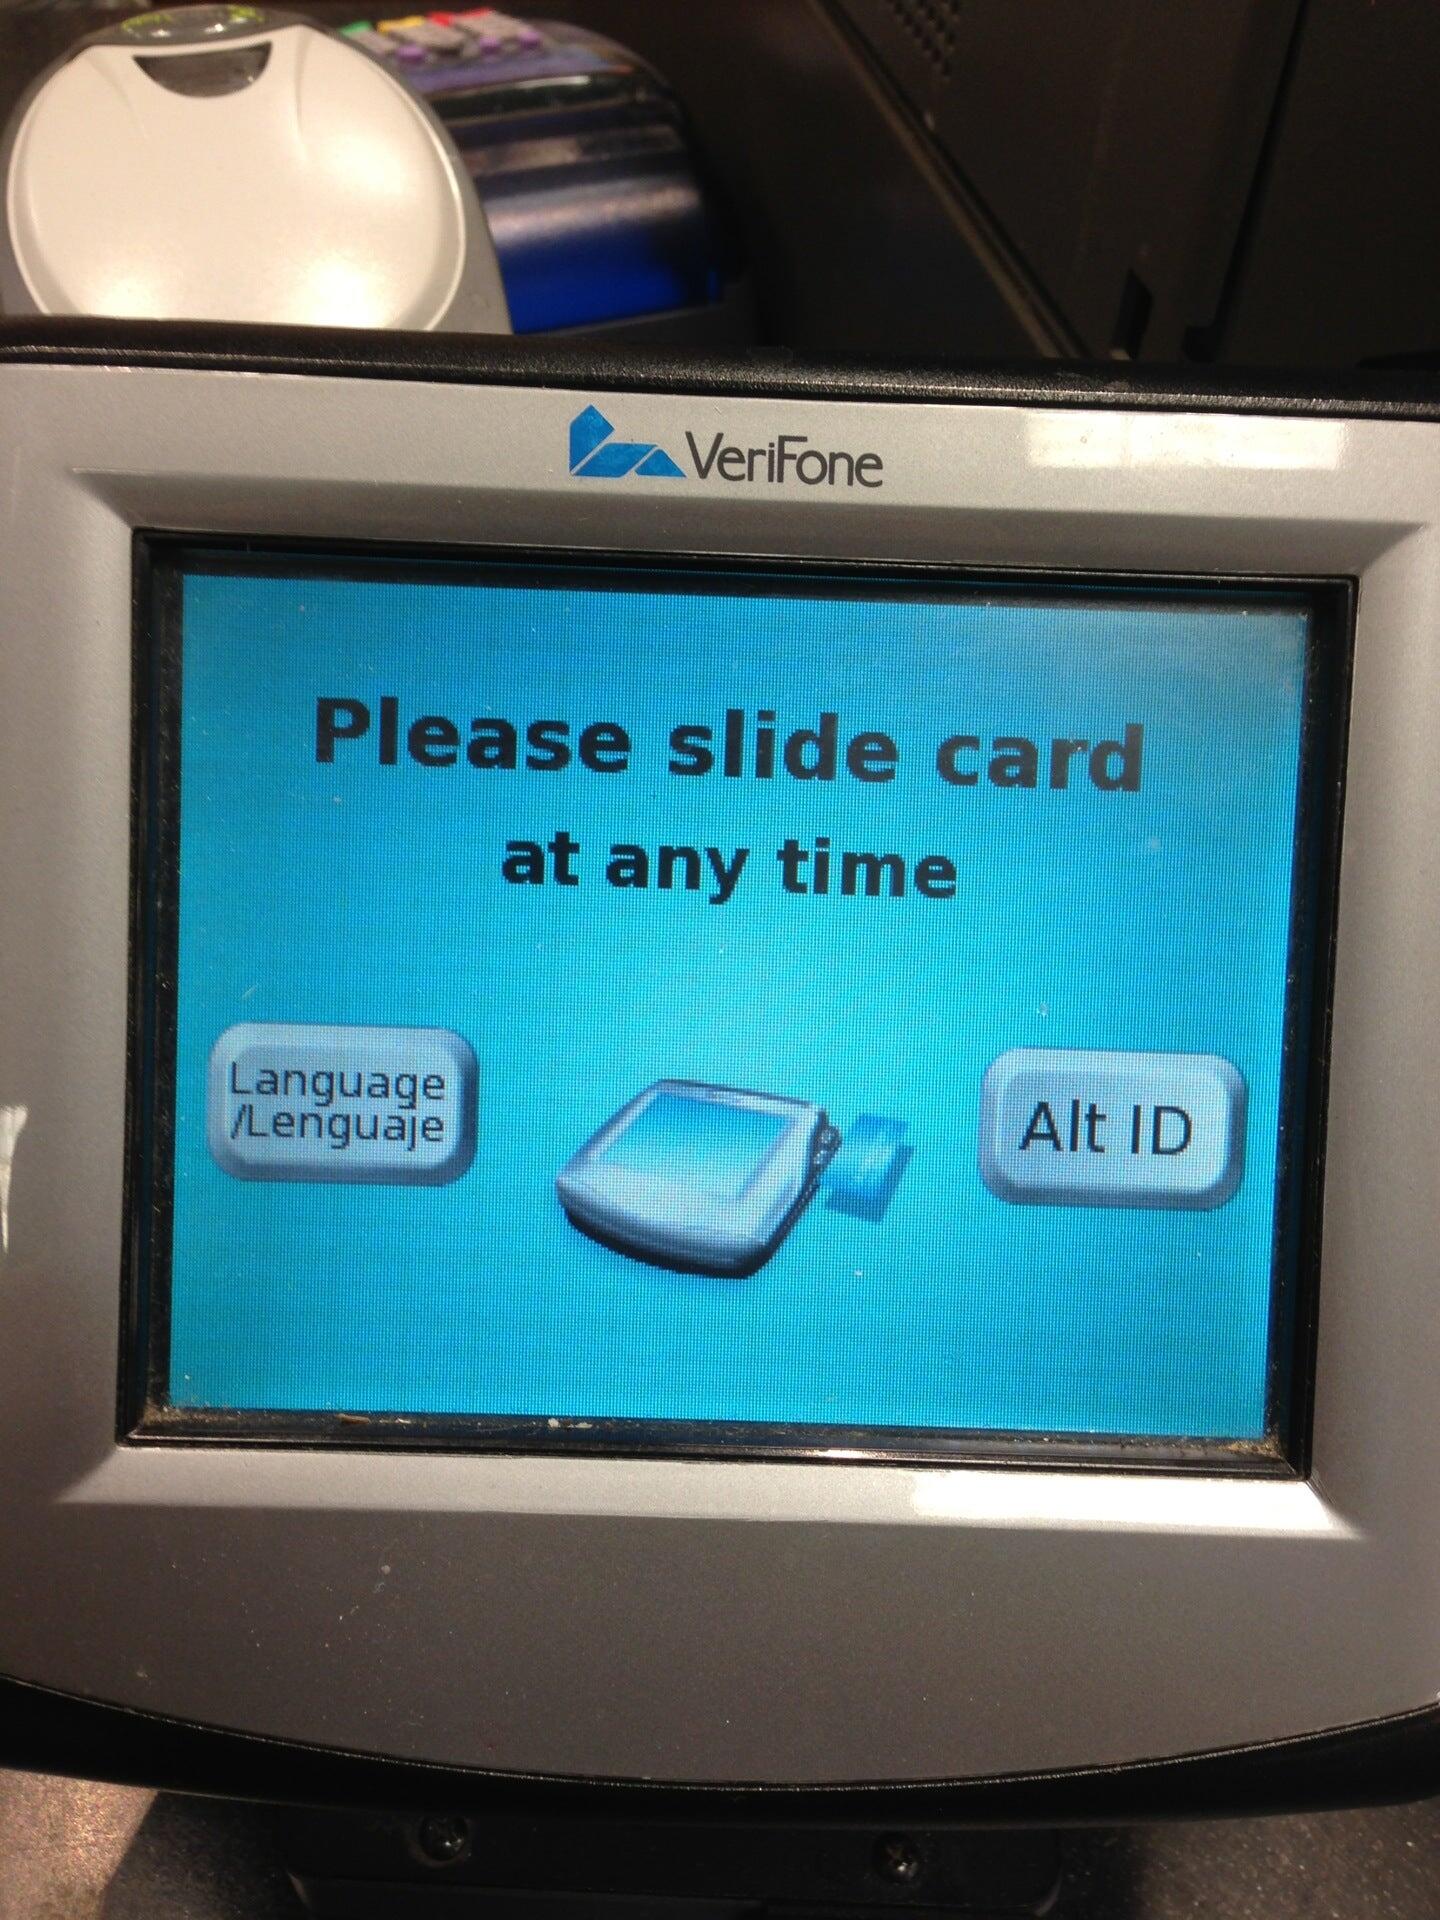 VeriFone
Please slide card
at any time
Language
/Lenguaje
Alt ID